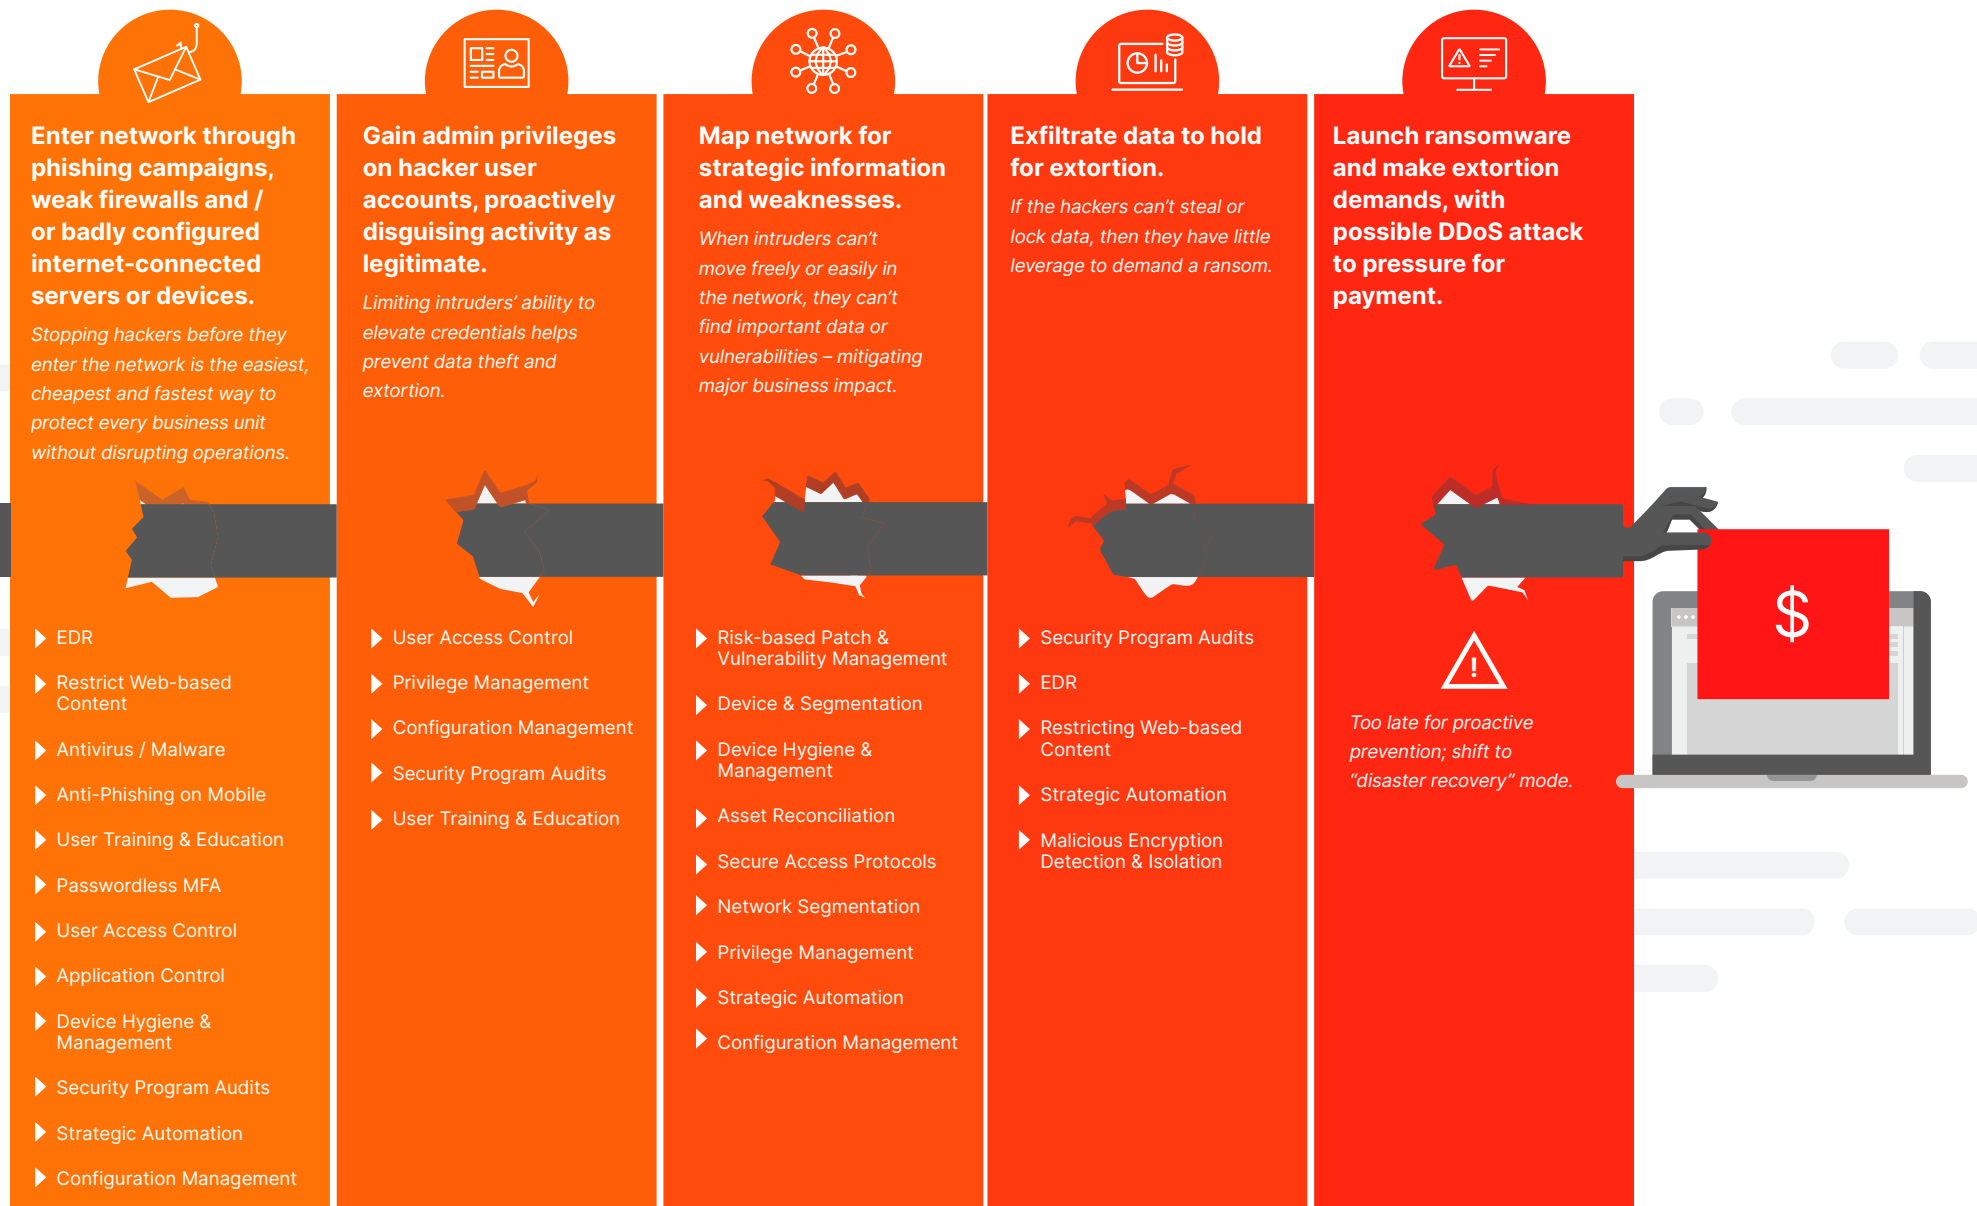 Enter network through
phishing campaigns,
weak firewalls and /
or badly configured
internet-connected
servers or devices.
Stopping hackers before they
enter the network is the easiest,
cheapest and fastest way to
protect every business unit
without disrupting operations.
EDR
Restrict Web-based
Content
Antivirus / Malware
Anti-Phishing on Mobile
User Training & Education
Passwordless MFA
User Access Control
Application Control
Device Hygiene &
Management
Security Program Audits
Strategic Automation
Configuration Management
Gain admin privileges
on hacker user
accounts, proactively
disguising activity as
legitimate.
Limiting intruders’ ability to
elevate credentials helps
prevent data theft and
extortion.
User Access Control
Privilege Management
Configuration Management
Security Program Audits
User Training & Education
Map network for
strategic information
and weaknesses.
When intruders can’t
move freely or easily in
the network, they can’t
find important data or
vulnerabilities – mitigating
major business impact.
Risk-based Patch &
Vulnerability Management
Device & Segmentation
Device Hygiene &
Management
Asset Reconciliation
Secure Access Protocols
Network Segmentation
Privilege Management
Strategic Automation
Configuration Management
Exfiltrate data to hold
for extortion.
If the hackers can’t steal or
lock data, then they have little
leverage to demand a ransom.
Security Program Audits
EDR
Restricting Web-based
Content
Strategic Automation
Malicious Encryption
Detection & Isolation
Launch ransomware
and make extortion
demands, with
possible DDoS attack
to pressure for
payment.
!
Too late for proactive
prevention; shift to
“disaster recovery” mode.
$